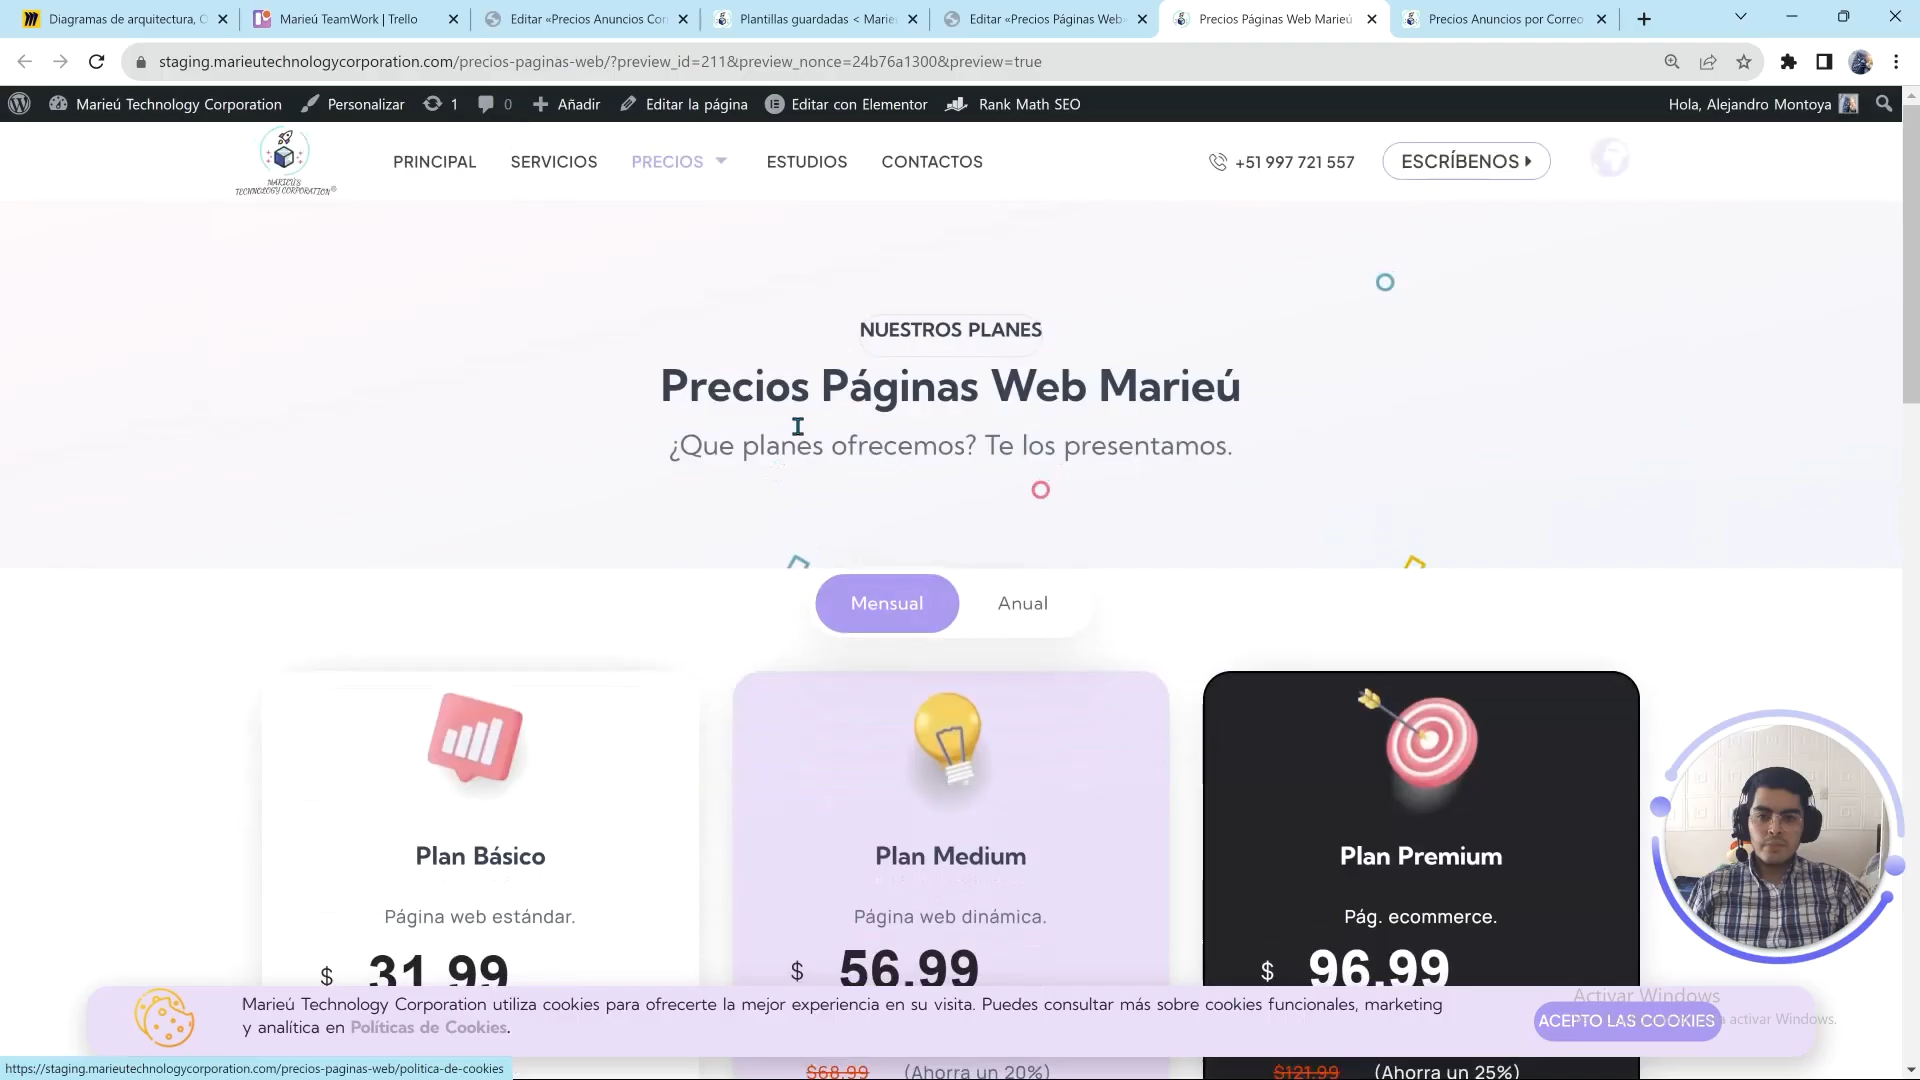 Diagramas de arquitectura, C
Marieú TeamWork | Trello
Editar «Precios Anuncios Con
Plantillas guardadas < Marie
Editar «Precios Páginas Web»
Precios Páginas Web Marieú
Precios Anuncios por Correo
staging.marieutechnologycorporation.com/precios-paginas-web/?preview_id=211&preview_nonce=24b76a1300&preview=true
Marieú Technology Corporation
Personalizar
1
0
Añadir
Editar la página
Editar con Elementor
Rank Math SEO
Hola, Alejandro Montoya
MARIEÚ'S
TECHNOLOGY CORPORATION®
PRINCIPAL
SERVICIOS
PRECIOS
ESTUDIOS
CONTACTOS
+51 997 721 557
ESCRÍBENOS
NUESTROS PLANES
Precios Páginas Web Marieú
¿Que planes ofrecemos? Te los presentamos.
Mensual
Anual
Plan Básico
Página web estándar.
$ 31.99
Plan Medium
Página web dinámica.
$ 56.99
Plan Premium
Pág. ecommerce.
$ 96.99
Marieú Technology Corporation utiliza cookies para ofrecerte la mejor experiencia en su visita. Puedes consultar más sobre cookies funcionales, marketing
y analítica en Políticas de Cookies.
ACEPTO LAS COOKIES
Activar Windows
activar Windows.
$68.99 (Ahorra un 20%)
$121.99 (Ahorra un 25%)
https://staging.marieutechnologycorporation.com/precios-paginas-web/politica-de-cookies